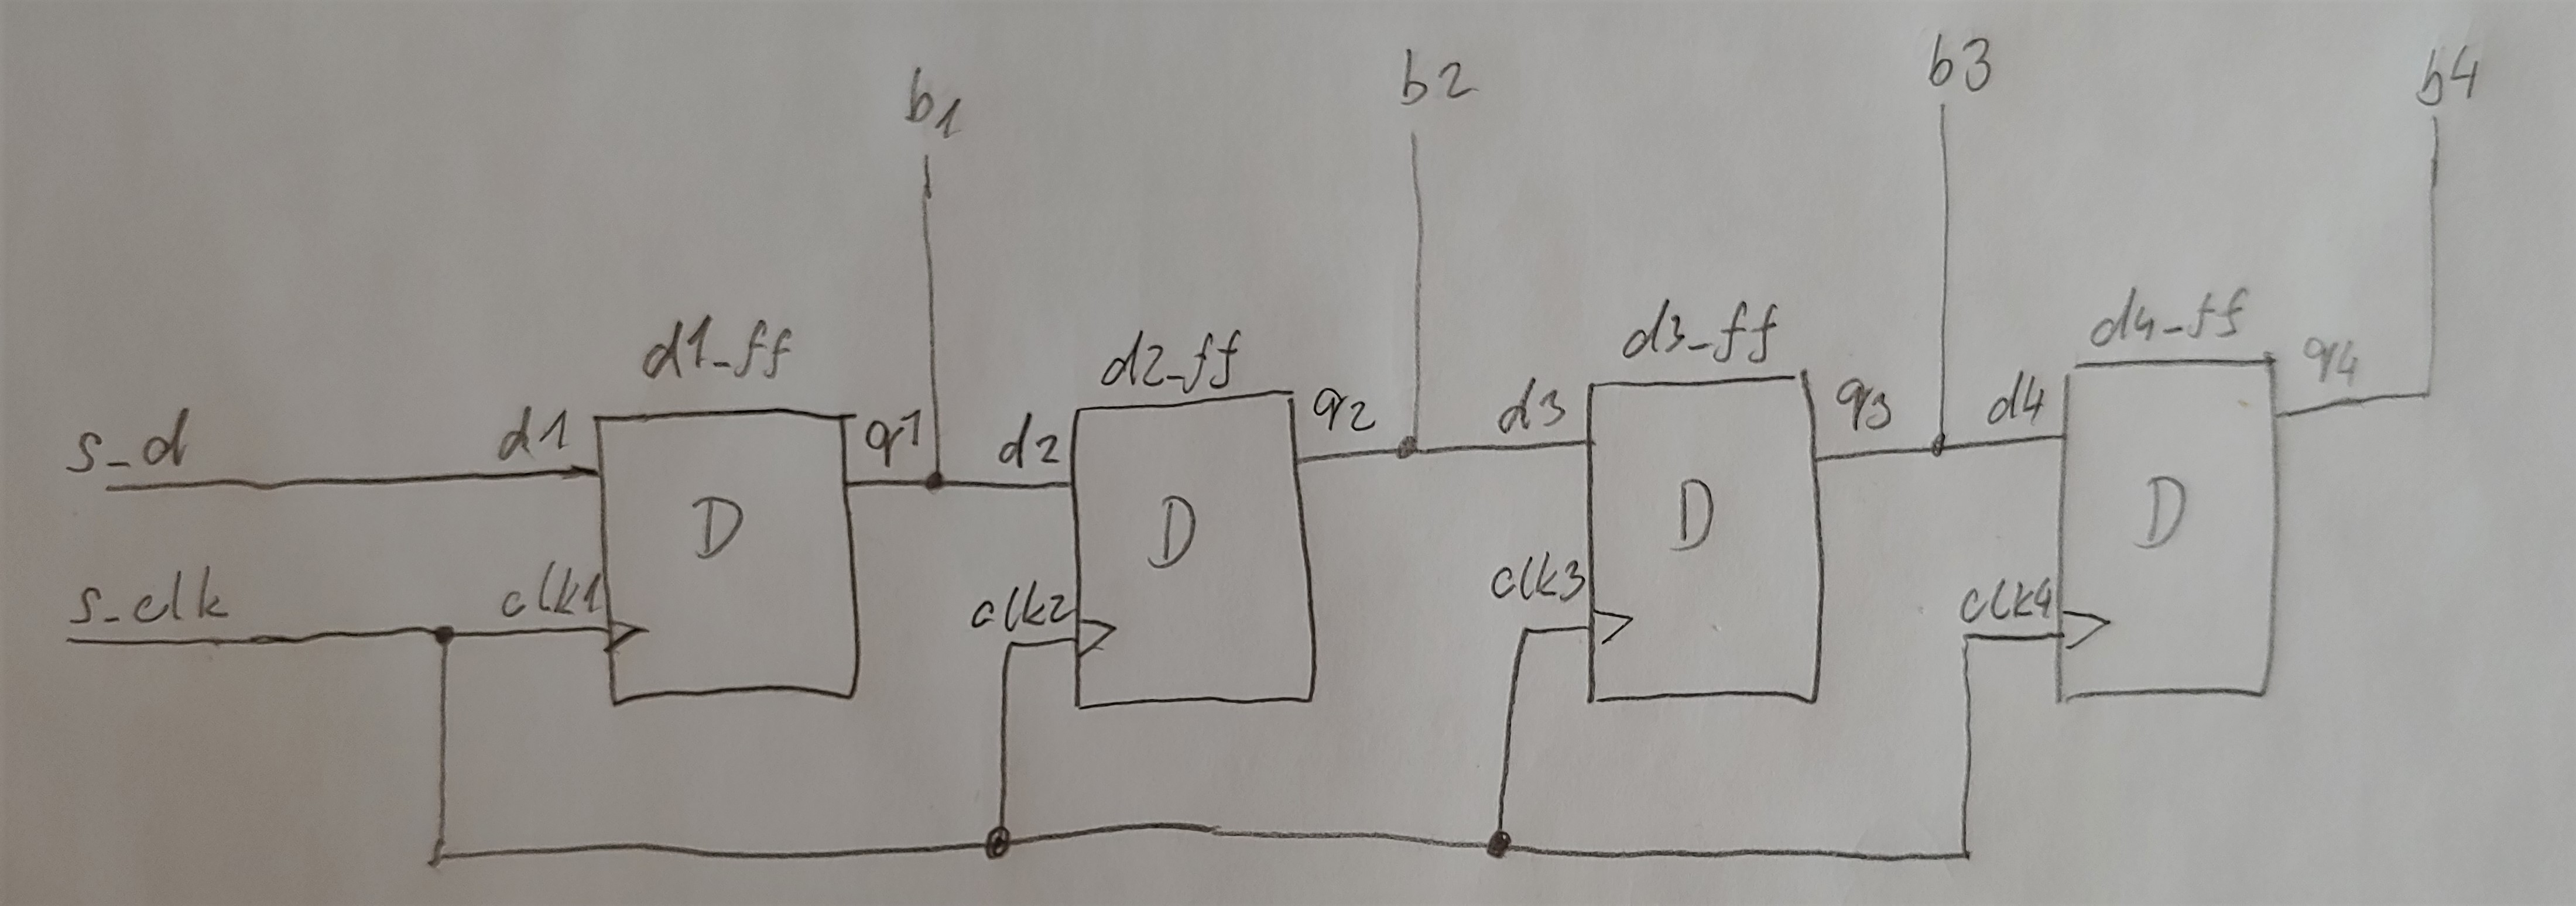 b1 b2 b3 b4
d1_ff d2_ff d3_ff d4_ff
s_d d1 q1 d2 q2 d3 q3 d4 q4
D D D D
s_clk clk1 clk2 clk3 clk4